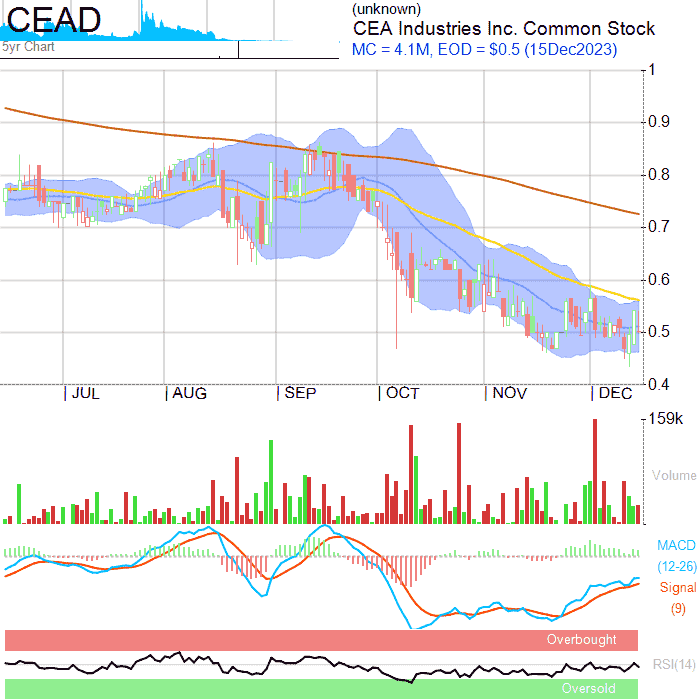 CEAD
(unknown)
CEA Industries Inc. Common Stock
5yr Chart
MC = 4.1M, EOD = $0.5 (15Dec2023)
1
0.9
0.8
0.7
0.6
0.5
0.4
JUL
AUG
SEP
OCT
NOV
DEC
159k
Volume
MACD
(12-26)
Signal
(9)
Overbought
RSI(14)
Oversold